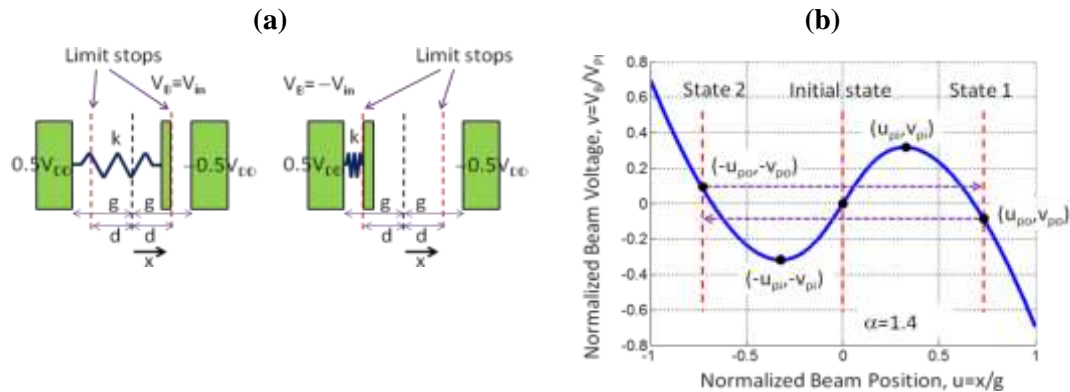 (a)
Limit stops
V_B=V_in
k
0.5V_DD
-0.5V_DD
g g
d d
x
Limit stops
V_B=-V_in
k
0.5V_DD
-0.5V_DD
g g
d d
x
(b)
Normalized Beam Voltage, v=V_B/V_PI
0.8
0.6
0.4
0.2
0
-0.2
-0.4
-0.6
-0.8
State 2 Initial state State 1
(u_pi,v_pi)
(-u_po,-v_po)
(u_po,v_po)
(-u_pi,-v_pi)
α=1.4
-1 -0.5 0 0.5 1
Normalized Beam Position, u=x/g